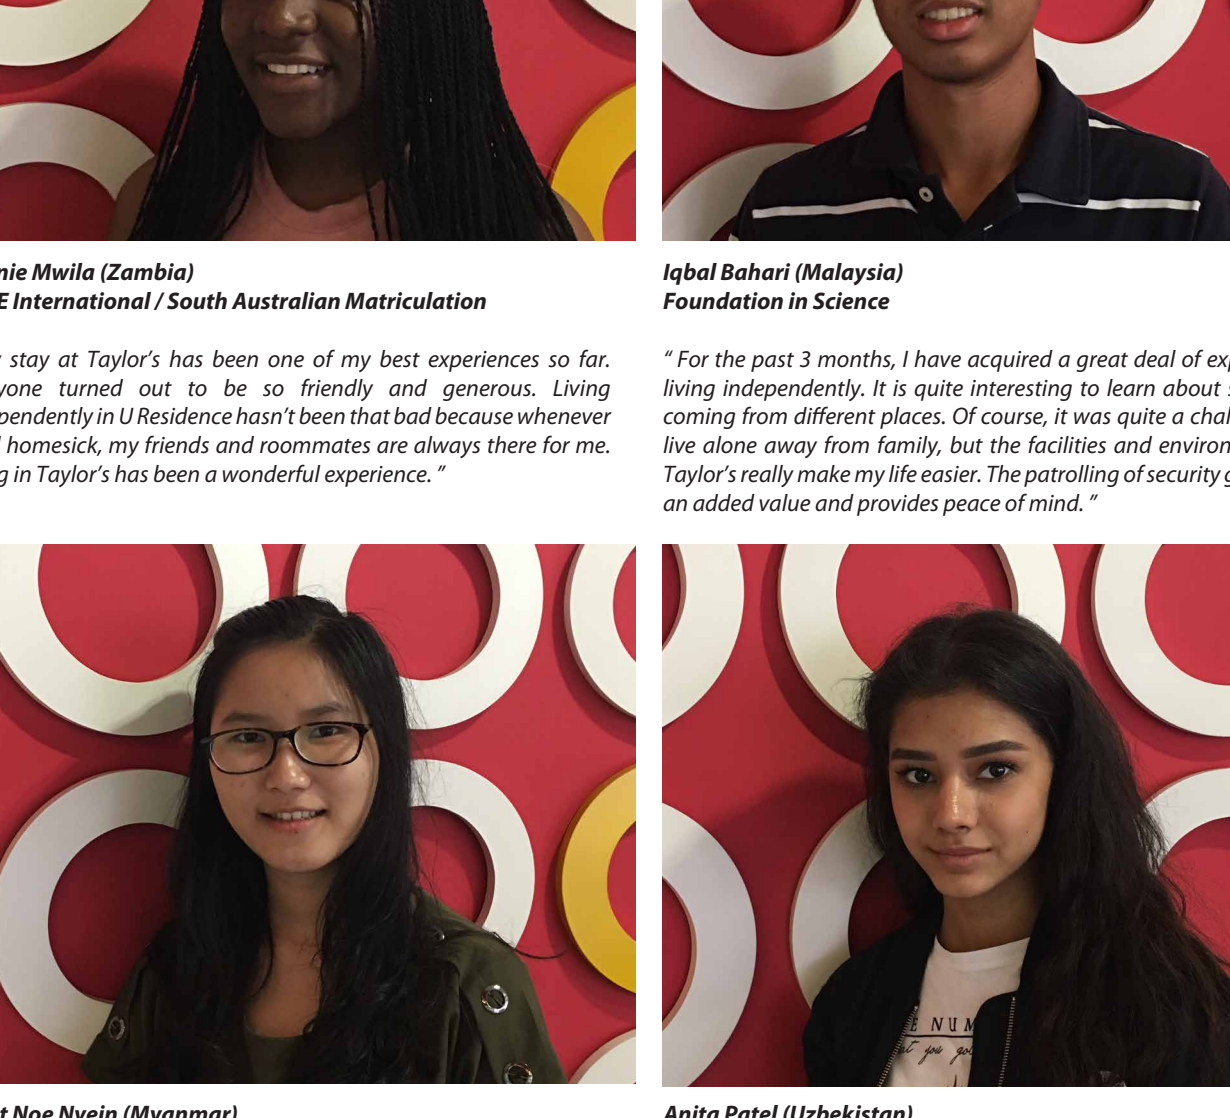 nie Mwila (Zambia)
E International / South Australian Matriculation
stay at Taylor's has been one of my best experiences so far.
yone turned out to be so friendly and generous. Living
pendently in U Residence hasn't been that bad because whenever
homesick, my friends and roommates are always there for me.
g in Taylor's has been a wonderful experience. ”
Iqbal Bahari (Malaysia)
Foundation in Science
“ For the past 3 months, I have acquired a great deal of exp
living independently. It is quite interesting to learn about s
coming from different places. Of course, it was quite a chal
live alone away from family, but the facilities and environ
Taylor's really make my life easier. The patrolling of security g
an added value and provides peace of mind. ”
E NUM
at you go
t Noe Nyein (Myanmar)
Anita Patel (Uzbekistan)